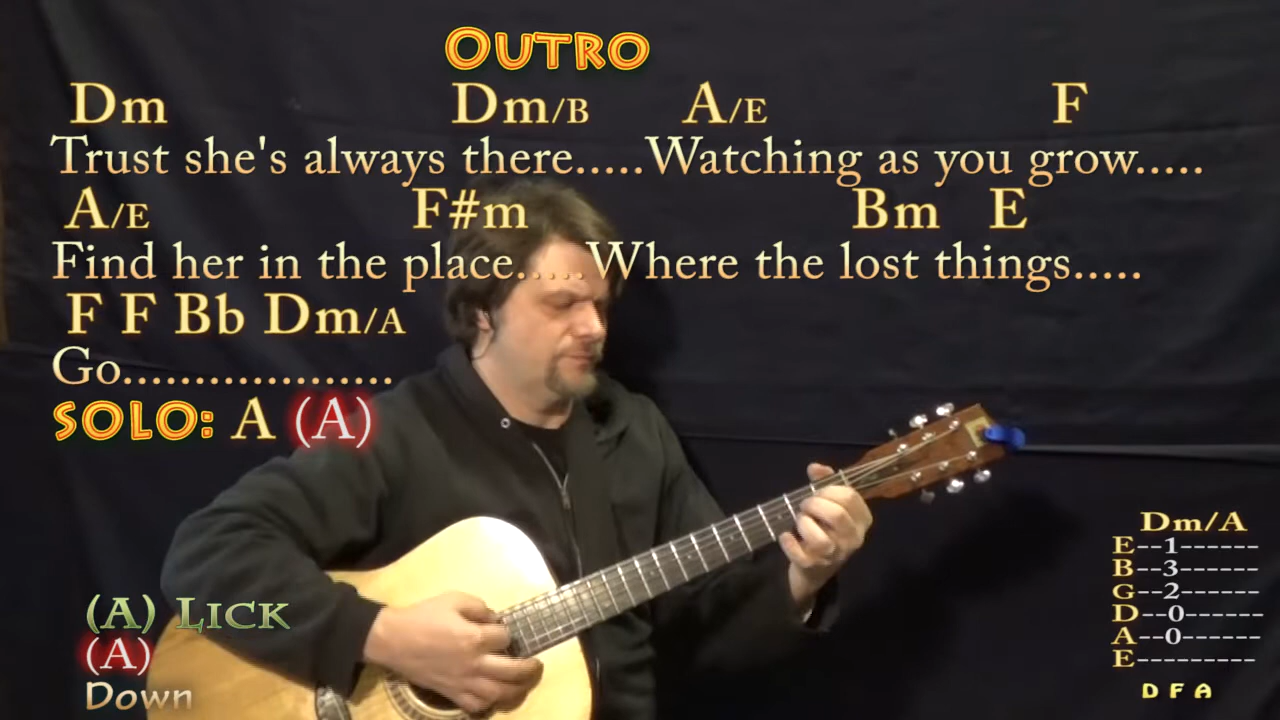 OUTRO
Dm Dm/B A/E F
Trust she's always there.....Watching as you grow.....
A/E F#m Bm E
Find her in the place.....Where the lost things.....
F F Bb Dm/A
Go...................
SOLO: A (A)
(A) LICK
(A)
Down
Dm/A
E--1------
B--3------
G--2------
D--0------
A--0------
E---------
D F A